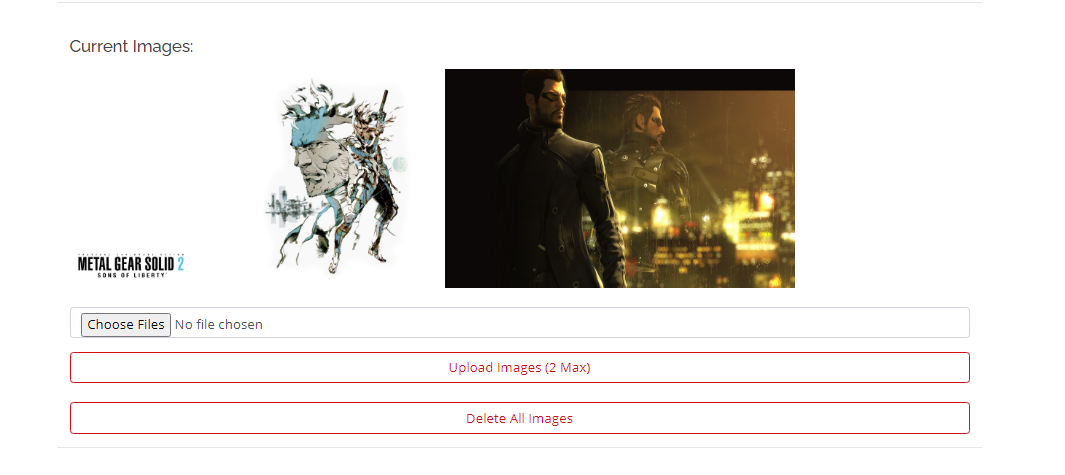 Current Images:
METAL GEAR SOLID 2
SONS OF LIBERTY
Choose Files No file chosen
Upload Images (2 Max)
Delete All Images